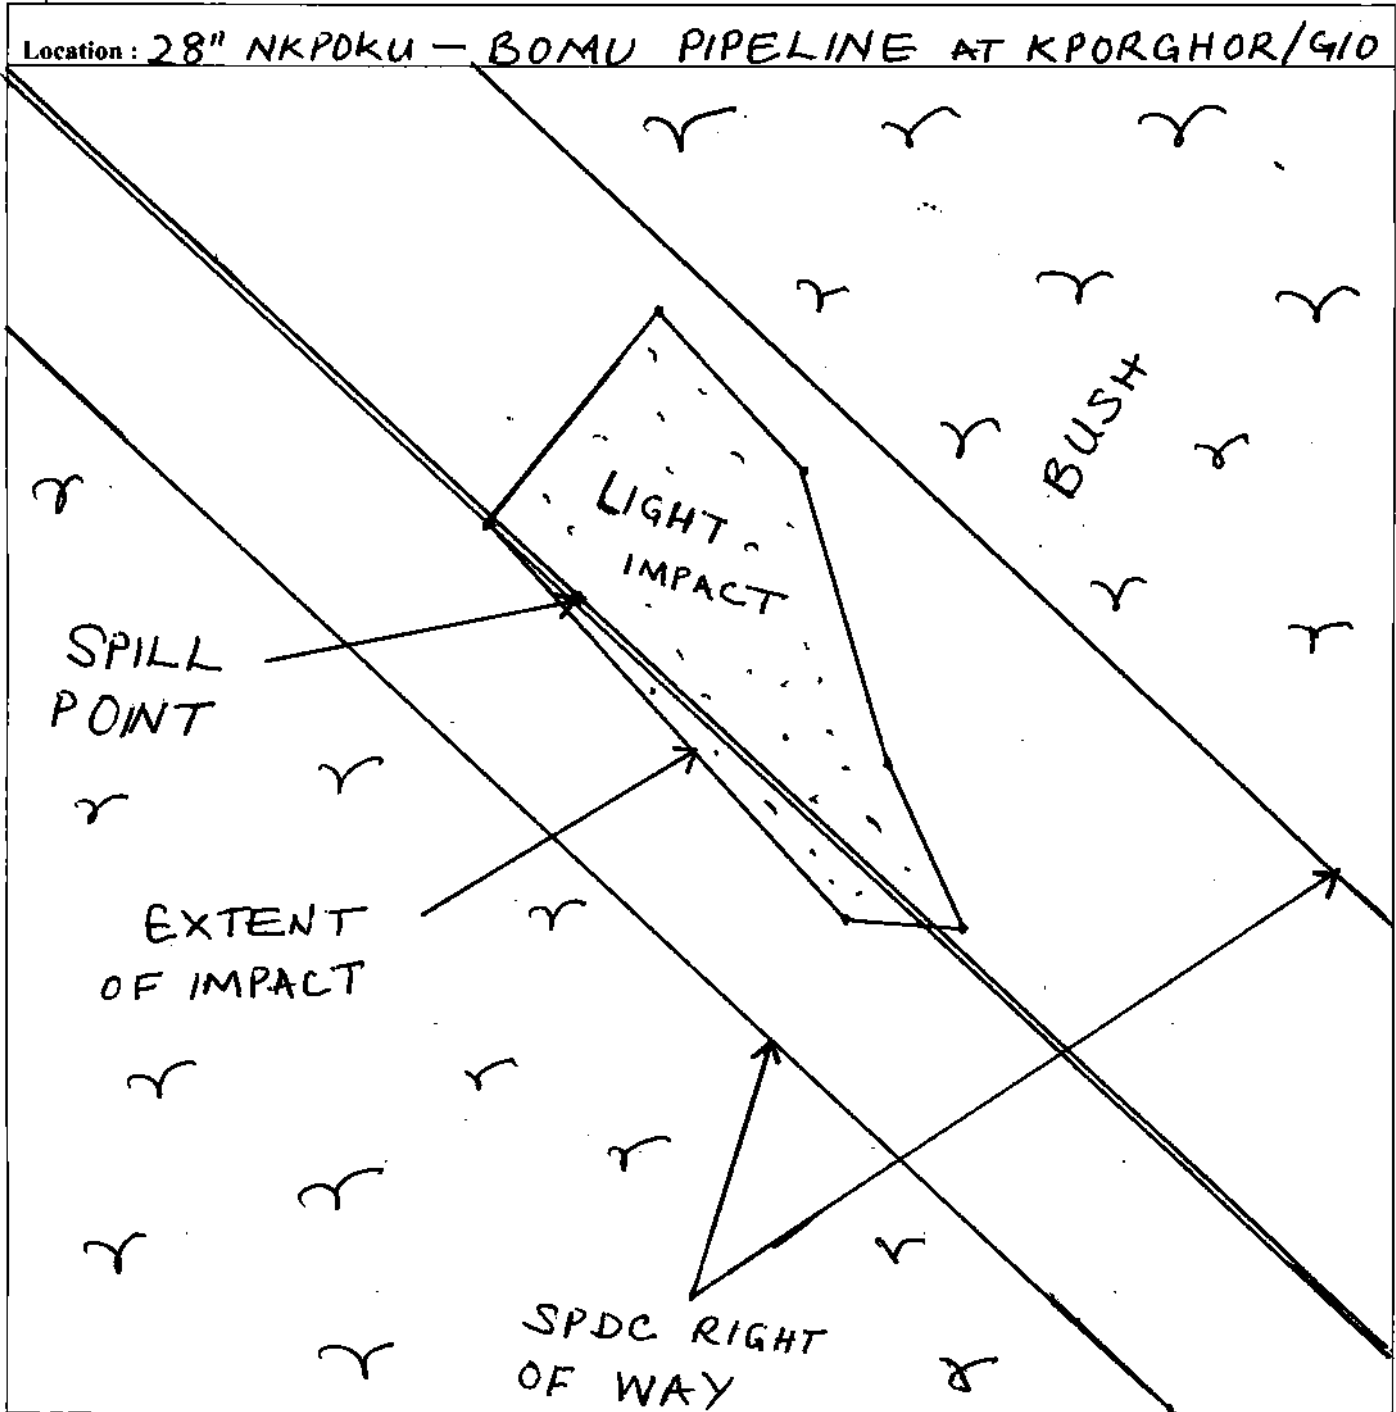 Location : 28" NKPOKU – BOMU PIPELINE AT KPORGHOR/GIO
BUSH
LIGHT
IMPACT
SPILL
POINT
EXTENT
OF IMPACT
SPDC RIGHT
OF WAY